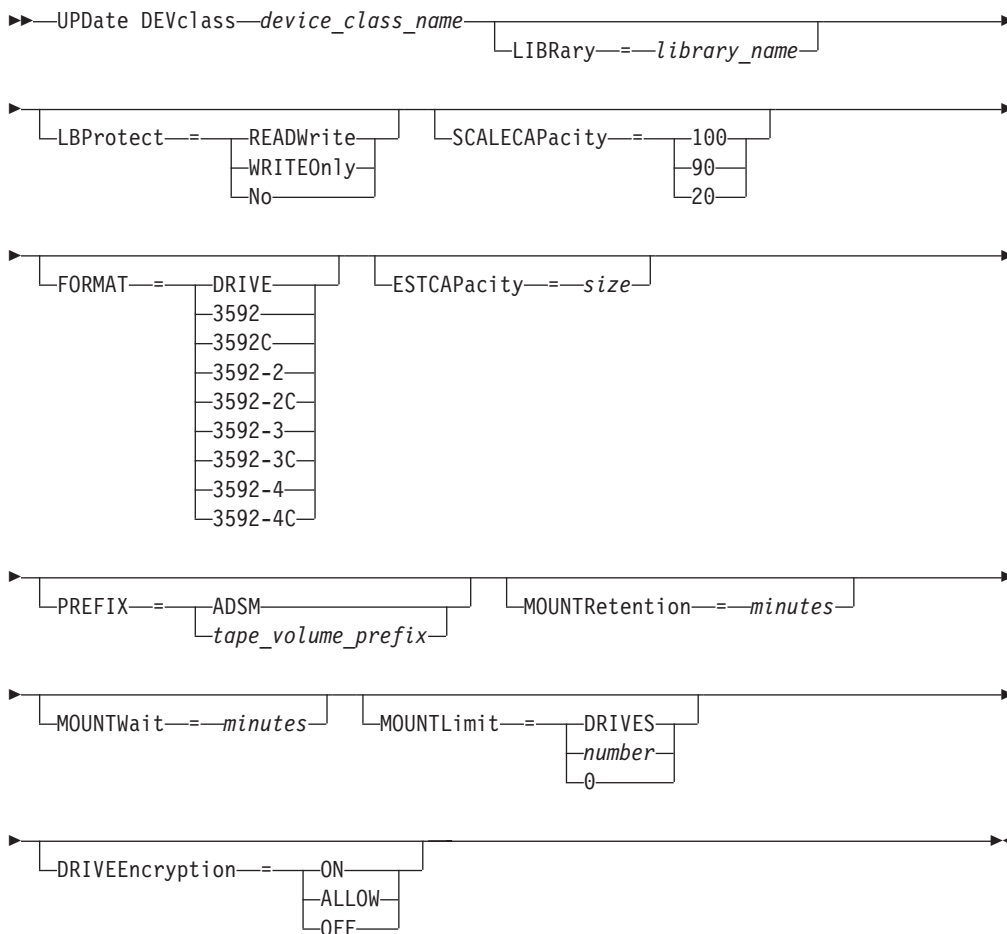 UPDate DEVclass device_class_name
LIBRary = library_name
LBProtect = READWrite
WRITEOnly
No
SCALECAPacity = 100
90
20
FORMAT = DRIVE
3592
3592C
3592-2
3592-2C
3592-3
3592-3C
3592-4
3592-4C
ESTCAPacity = size
PREFIX = ADSM
tape_volume_prefix
MOUNTRetention = minutes
MOUNTWait = minutes
MOUNTLimit = DRIVES
number
0
DRIVEEncryption = ON
ALLOW
OFF